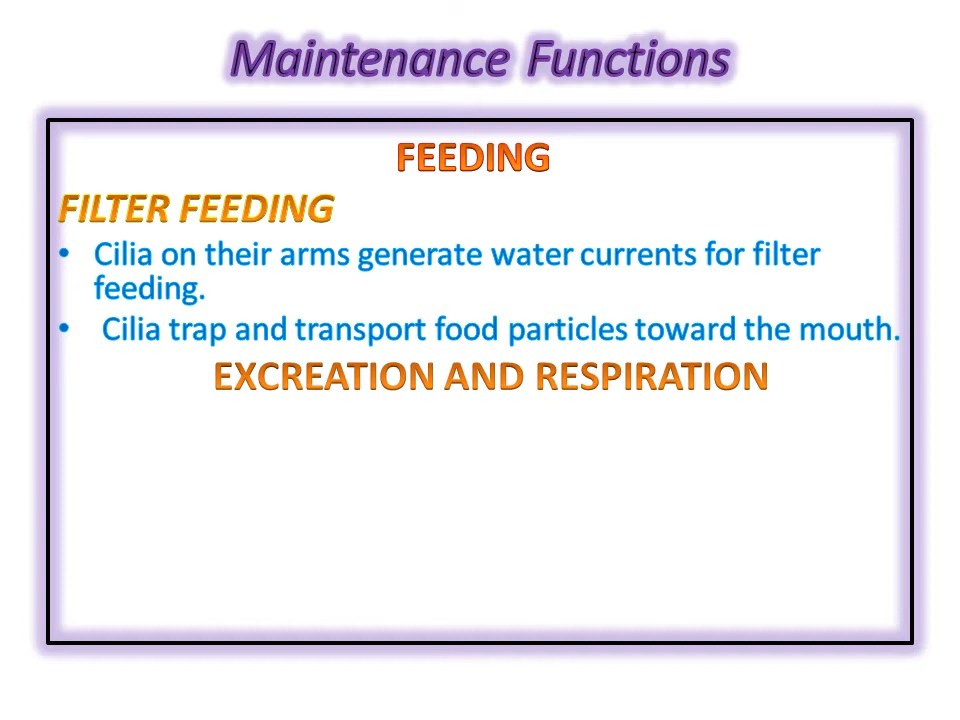 Maintenance Functions
FEEDING
FILTER FEEDING
• Cilia on their arms generate water currents for filter
feeding.
• Cilia trap and transport food particles toward the mouth.
EXCREATION AND RESPIRATION